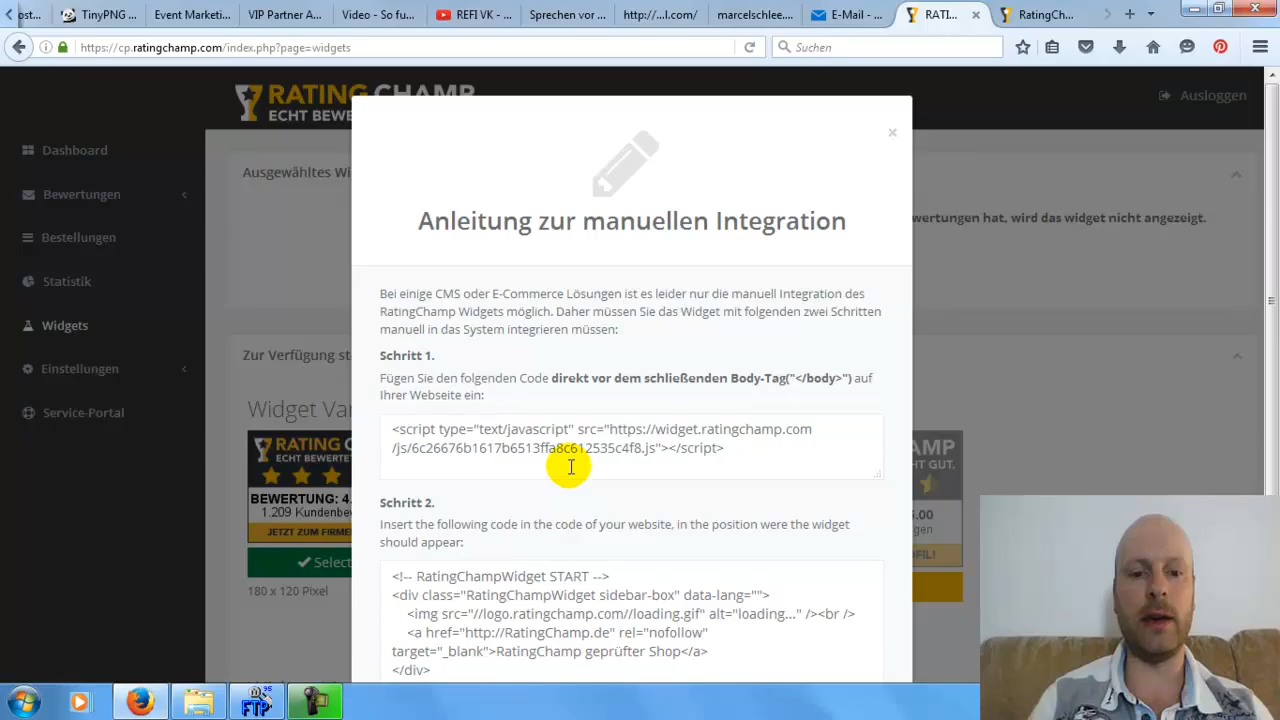 ost...
TinyPNG ...
Event Marketi...
VIP Partner A...
Video - So fu...
REFI VK - ...
Sprechen vor ...
http:/...l.com/
marcelschlee...
E-Mail - ...
RATI...
RatingCh...
https://cp.ratingchamp.com/index.php?page=widgets
Suchen
RATINGCHAMP
ECHT BEWE
Ausloggen
Dashboard
Bewertungen
Bestellungen
Statistik
Widgets
Einstellungen
Service-Portal
Ausgewähltes Wi
wertungen hat, wird das widget nicht angezeigt.
Zur Verfügung st
Widget Va
RATING
ECHT BEWERTET
BEWERTUNG: 4.
1.209 Kundenbe
JETZT ZUM FIRME
Select
180 x 120 Pixel
HAMP
T GUT.
5.00
gen
OFIL!
Anleitung zur manuellen Integration
Bei einige CMS oder E-Commerce Lösungen ist es leider nur die manuell Integration des
RatingChamp Widgets möglich. Daher müssen Sie das Widget mit folgenden zwei Schritten
manuell in das System integrieren müssen:
Schritt 1.
Fügen Sie den folgenden Code direkt vor dem schließenden Body-Tag("</body>") auf
Ihrer Webseite ein:
<script type="text/javascript" src="https://widget.ratingchamp.com
/js/6c26676b1617b6513ffa8c612535c4f8.js"></script>
Schritt 2.
Insert the following code in the code of your website, in the position were the widget
should appear:
<!-- RatingChampWidget START -->
<div class="RatingChampWidget sidebar-box" data-lang="">
<img src="//logo.ratingchamp.com//loading.gif" alt="loading..." /><br />
<a href="http://RatingChamp.de" rel="nofollow"
target="_blank">RatingChamp geprüfter Shop</a>
</div>
FTP